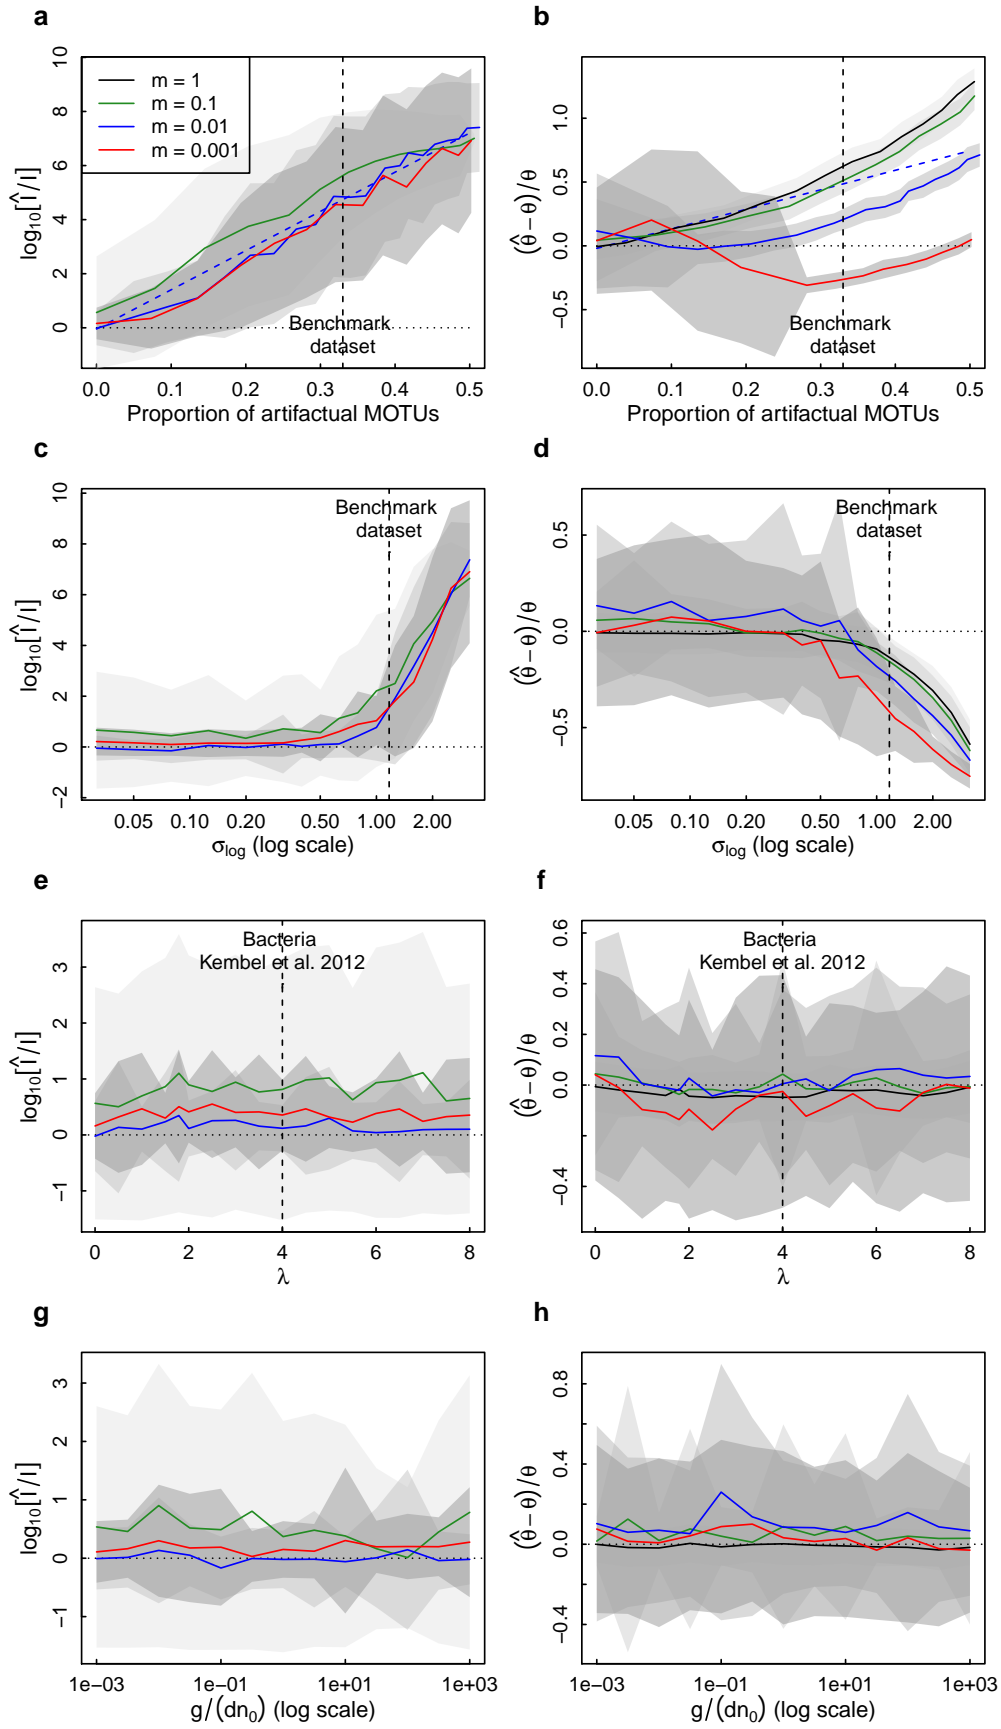 a
log10[Î/I]
0 2 4 6 8 10
m = 1
m = 0.1
m = 0.01
m = 0.001
Benchmark
dataset
0.0 0.1 0.2 0.3 0.4 0.5
Proportion of artifactual MOTUs
b
(θ̂ − θ)/θ
−0.5 0.0 0.5 1.0
Benchmark
dataset
0.0 0.1 0.2 0.3 0.4 0.5
Proportion of artifactual MOTUs
c
log10[Î/I]
−2 0 2 4 6 8 10
Benchmark
dataset
0.05 0.10 0.20 0.50 1.00 2.00
σlog (log scale)
d
(θ̂ − θ)/θ
−0.5 0.0 0.5
Benchmark
dataset
0.05 0.10 0.20 0.50 1.00 2.00
σlog (log scale)
e
log10[Î/I]
−1 0 1 2 3
Bacteria
Kembel et al. 2012
0 2 4 6 8
λ
f
(θ̂ − θ)/θ
−0.4 0.0 0.2 0.4 0.6
Bacteria
Kembel et al. 2012
0 2 4 6 8
λ
g
log10[Î/I]
−1 0 1 2 3
1e−03 1e−01 1e+01 1e+03
g/(dn0) (log scale)
h
(θ̂ − θ)/θ
−0.4 0.0 0.4 0.8
1e−03 1e−01 1e+01 1e+03
g/(dn0) (log scale)